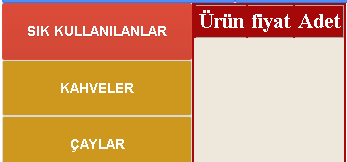 SIK KULLANILANLAR
Ürün fiyat Adet
KAHVELER
ÇAYLAR